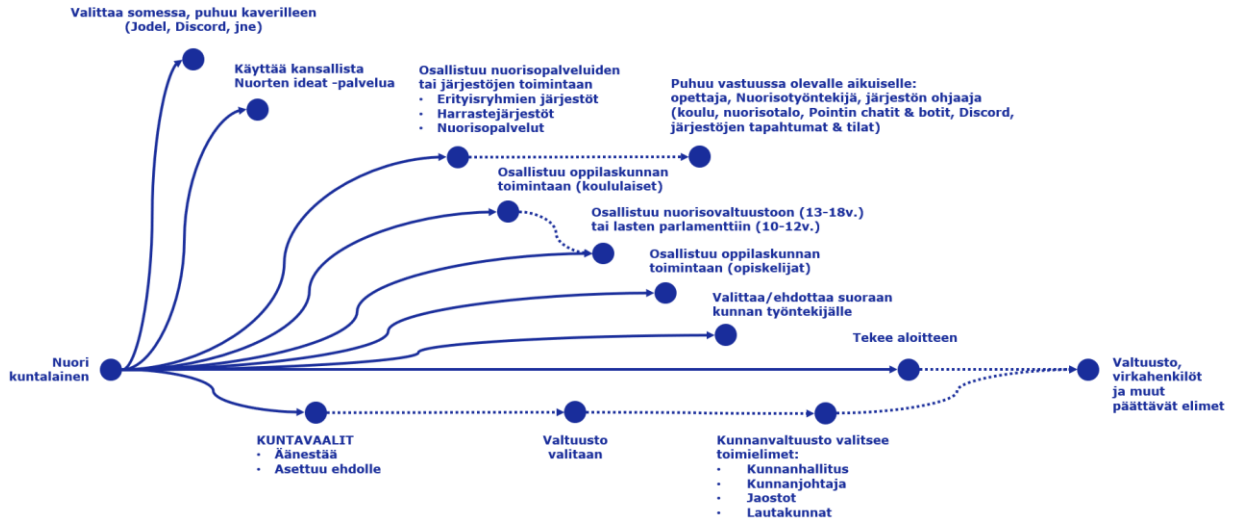 Valittaa somessa, puhuu kaverilleen
(Jodel, Discord, jne)
Käyttää kansallista
Nuorten ideat -palvelua
Osallistuu nuorisopalveluiden
tai järjestöjen toimintaan
• Erityisryhmien järjestöt
• Harrastejärjestöt
• Nuorisopalvelut
Puhuu vastuussa olevalle aikuiselle:
opettaja, Nuorisotyöntekijä, järjestön ohjaaja
(koulu, nuorisotalo, Pointin chatit & botit, Discord,
järjestöjen tapahtumat & tilat)
Osallistuu oppilaskunnan
toimintaan (koululaiset)
Osallistuu nuorisovaltuustoon (13-18v.)
tai lasten parlamenttiin (10-12v.)
Osallistuu oppilaskunnan
toimintaan (opiskelijat)
Valittaa/ehdottaa suoraan
kunnan työntekijälle
Tekee aloitteen
Nuori
kuntalainen
Valtuusto,
virkahenkilöt
ja muut
päättävät elimet
KUNTAVAALIT
• Äänestää
• Asettuu ehdolle
Valtuusto
valitaan
Kunnanvaltuusto valitsee
toimielimet:
• Kunnanhallitus
• Kunnanjohtaja
• Jaostot
• Lautakunnat